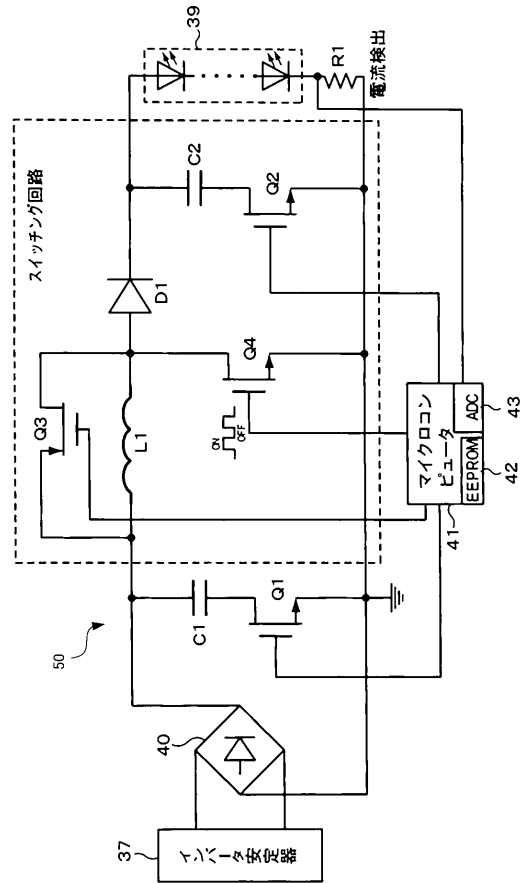 39
R1
電流検出
スイッチング回路
C2
Q2
D1
Q3
L1
Q4
ON
OFF
マイクロコンピュータ
ADC
EEPROM
43
42
41
50
C1
Q1
40
37
インバータ安定器